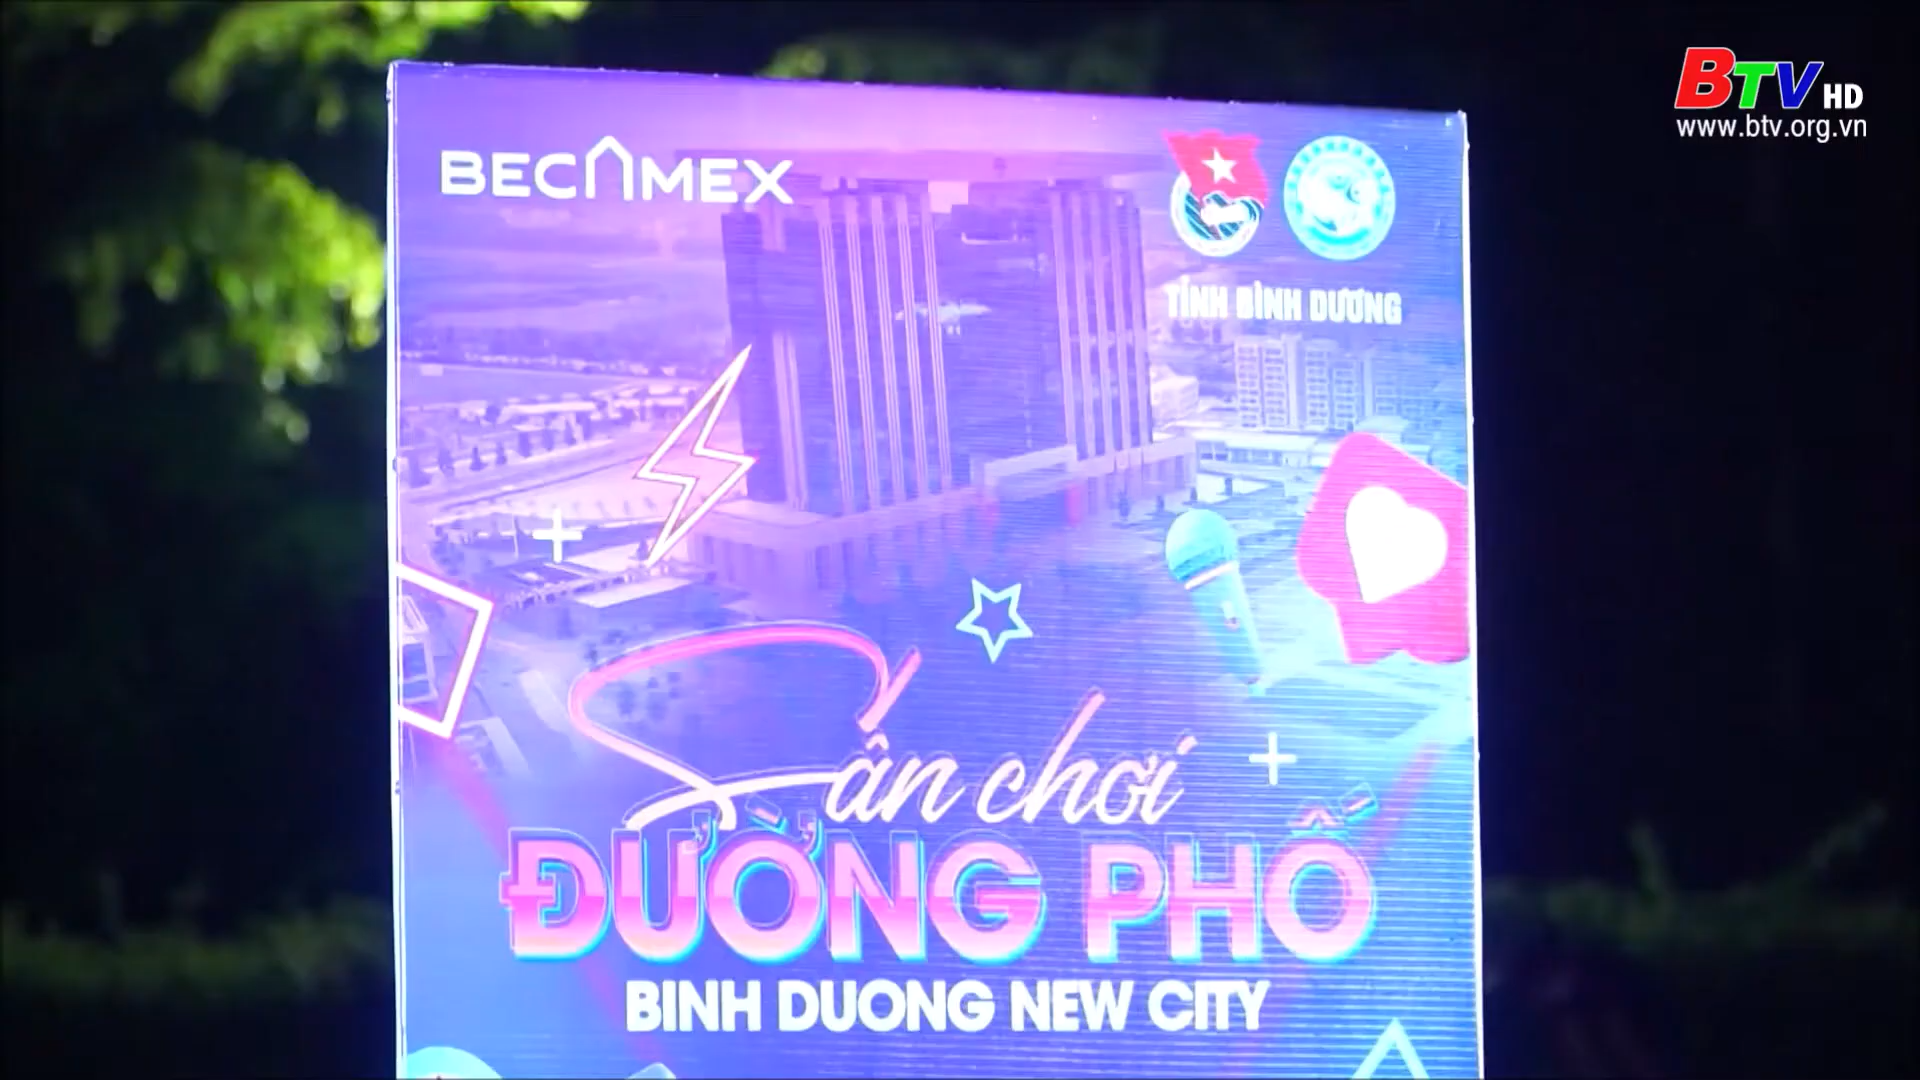 BTV HD
www.btv.org.vn
BECAMEX
TỈNH BÌNH DƯƠNG
Sân chơi
ĐƯỜNG PHỐ
BINH DUONG NEW CITY